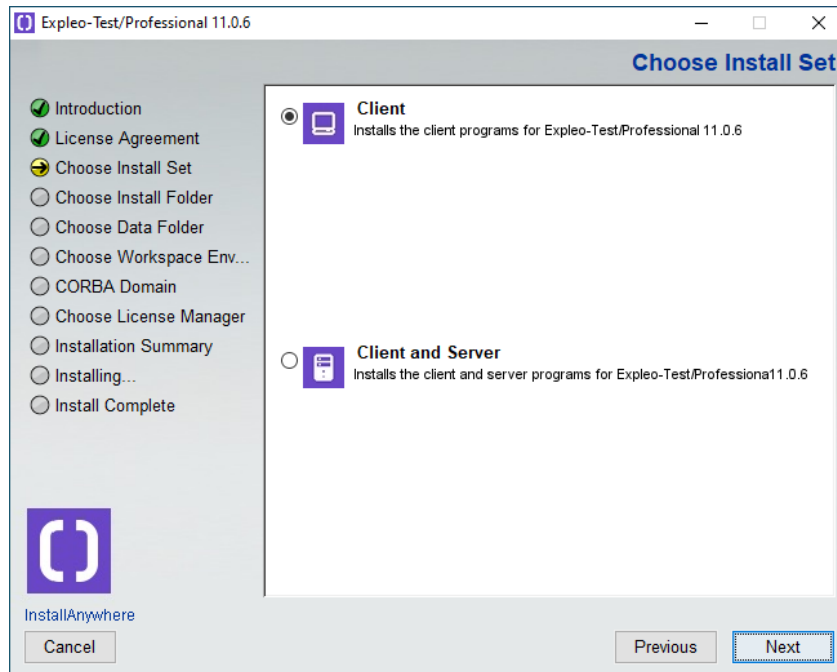 Expleo-Test/Professional 11.0.6
Choose Install Set
Introduction
License Agreement
Choose Install Set
Choose Install Folder
Choose Data Folder
Choose Workspace Env...
CORBA Domain
Choose License Manager
Installation Summary
Installing...
Install Complete
Client
Installs the client programs for Expleo-Test/Professional 11.0.6
Client and Server
Installs the client and server programs for Expleo-Test/Professiona11.0.6
InstallAnywhere
Cancel
Previous
Next